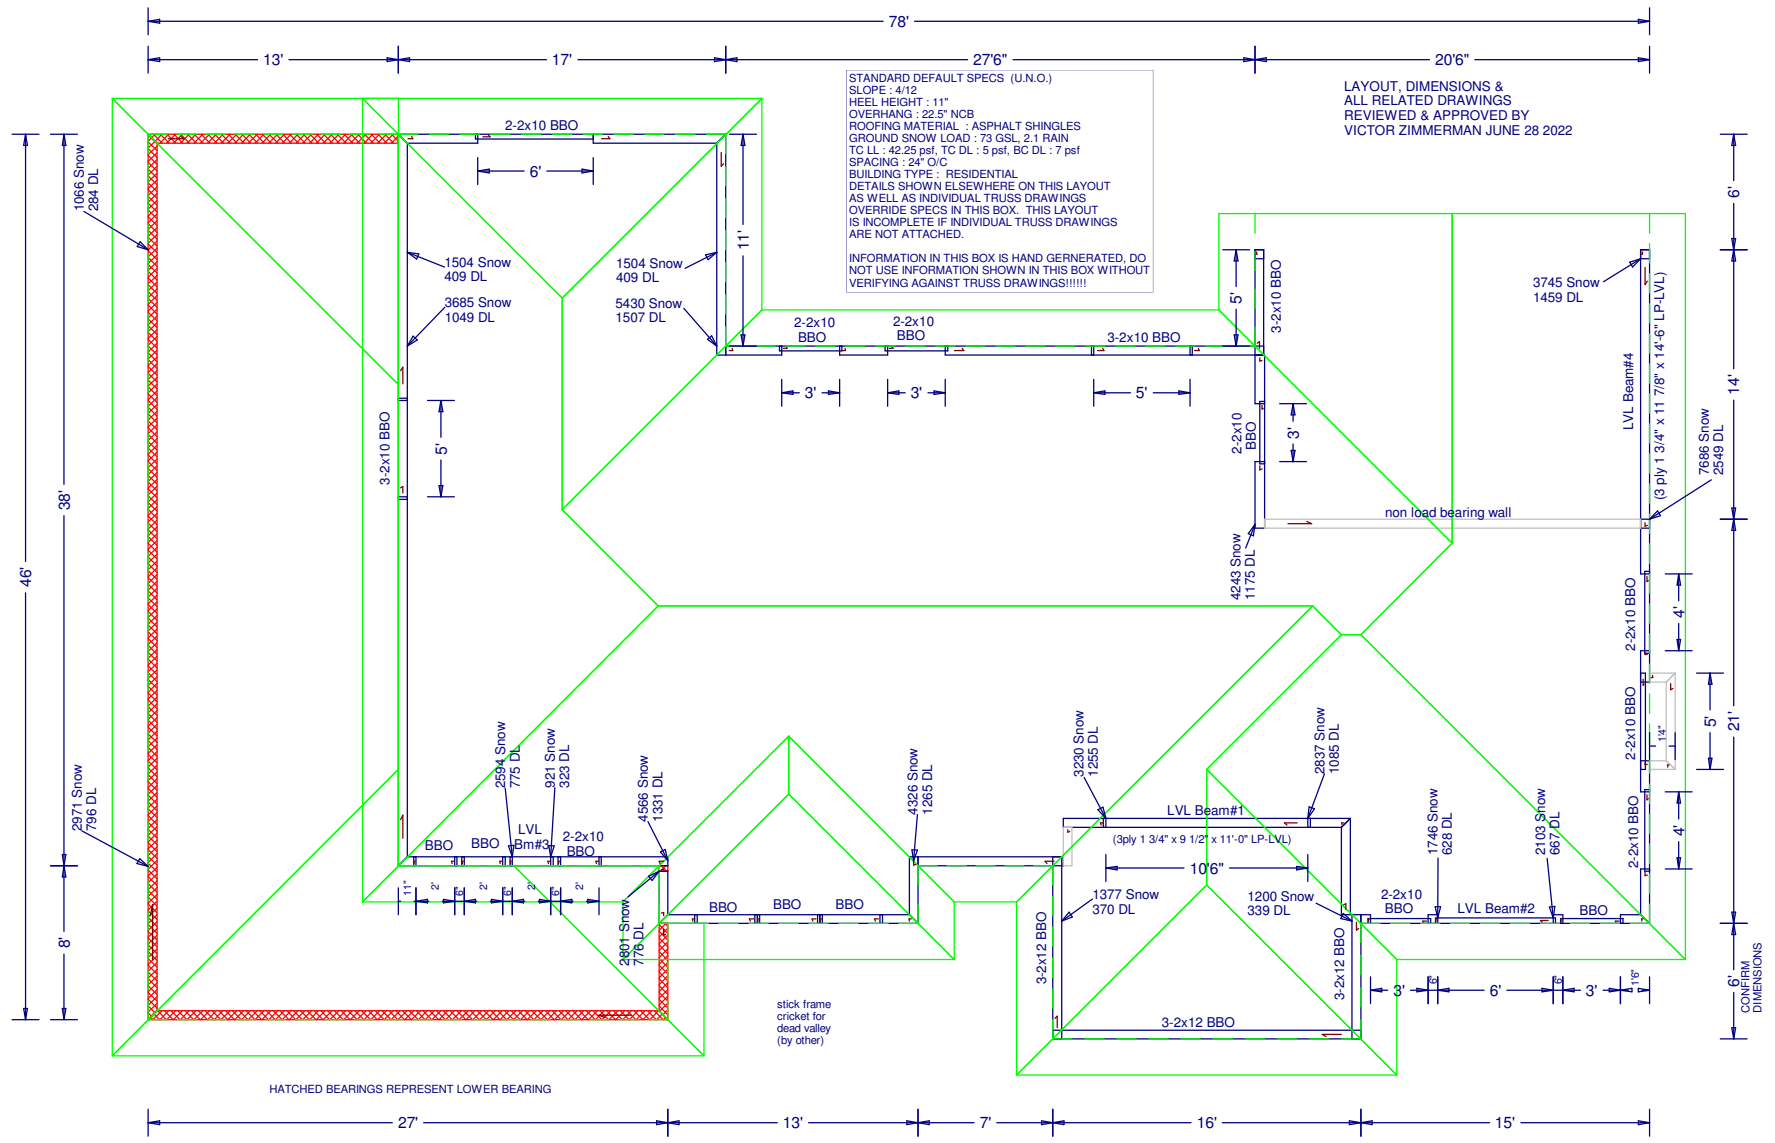 78'
13'
17'
27'6"
20'6"
STANDARD DEFAULT SPECS (U.N.O.)
SLOPE : 4/12
HEEL HEIGHT : 11"
OVERHANG : 22.5" NCB
ROOFING MATERIAL : ASPHALT SHINGLES
GROUND SNOW LOAD : 73 GSL, 2.1 RAIN
TC LL : 42.25 psf, TC DL : 5 psf, BC DL : 7 psf
SPACING : 24" O/C
BUILDING TYPE : RESIDENTIAL
DETAILS SHOWN ELSEWHERE ON THIS LAYOUT
AS WELL AS INDIVIDUAL TRUSS DRAWINGS
OVERRIDE SPECS IN THIS BOX. THIS LAYOUT
IS INCOMPLETE IF INDIVIDUAL TRUSS DRAWINGS
ARE NOT ATTACHED.
INFORMATION IN THIS BOX IS HAND GERNERATED, DO
NOT USE INFORMATION SHOWN IN THIS BOX WITHOUT
VERIFYING AGAINST TRUSS DRAWINGS!!!!!!
LAYOUT, DIMENSIONS &
ALL RELATED DRAWINGS
REVIEWED & APPROVED BY
VICTOR ZIMMERMAN JUNE 28 2022
2-2x10 BBO
6'
1066 Snow
284 DL
11'
6'
1504 Snow
409 DL
3685 Snow
1049 DL
1504 Snow
409 DL
5430 Snow
1507 DL
5'
3-2x10 BBO
3745 Snow
1459 DL
LVL Beam#4
(3 ply 1 3/4" x 11 7/8" x 14'-6" LP-LVL)
14'
2-2x10
BBO
2-2x10
BBO
3-2x10 BBO
3'
3'
5'
3-2x10 BBO
5'
2-2x10
BBO
3'
7686 Snow
2549 DL
46'
38'
non load bearing wall
4243 Snow
1175 DL
2-2x10 BBO
4'
2-2x10 BBO
1'4"
5'
21'
2971 Snow
796 DL
2594 Snow
775 DL
921 Snow
323 DL
4566 Snow
1331 DL
4326 Snow
1265 DL
3230 Snow
1255 DL
2837 Snow
1085 DL
1746 Snow
628 DL
2103 Snow
667 DL
2-2x10 BBO
4'
BBO
BBO
LVL
Bm#3
2-2x10
BBO
LVL Beam#1
(3ply 1 3/4" x 9 1/2" x 11'-0" LP-LVL)
10'6"
11"
2'
6"
2'
6"
2'
6"
2'
BBO
BBO
BBO
1377 Snow
370 DL
1200 Snow
339 DL
2-2x10
BBO
LVL Beam#2
BBO
2801 Snow
776 DL
8'
3-2x12 BBO
3-2x12 BBO
3'
6"
6'
6"
3'
1'6"
6'
CONFIRM
DIMENSIONS
stick frame
cricket for
dead valley
(by other)
3-2x12 BBO
HATCHED BEARINGS REPRESENT LOWER BEARING
27'
13'
7'
16'
15'